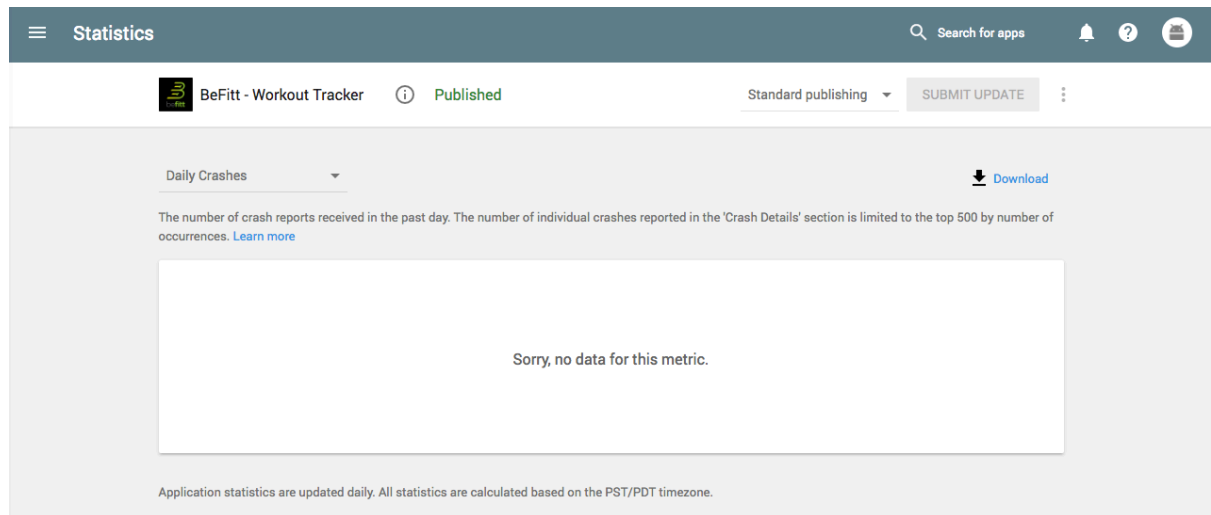 Statistics
Search for apps
befitt
BeFitt - Workout Tracker
Published
Standard publishing
SUBMIT UPDATE
Daily Crashes
Download
The number of crash reports received in the past day. The number of individual crashes reported in the 'Crash Details' section is limited to the top 500 by number of
occurrences. Learn more
Sorry, no data for this metric.
Application statistics are updated daily. All statistics are calculated based on the PST/PDT timezone.